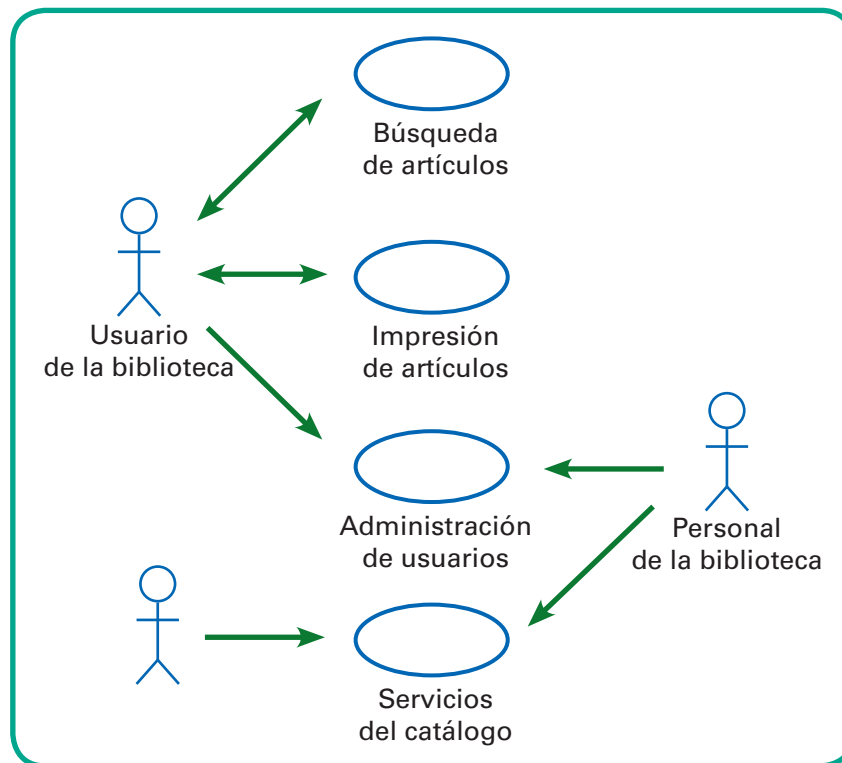 Búsqueda
de artículos
Usuario
de la biblioteca
Impresión
de artículos
Administración
de usuarios
Personal
de la biblioteca
Servicios
del catálogo